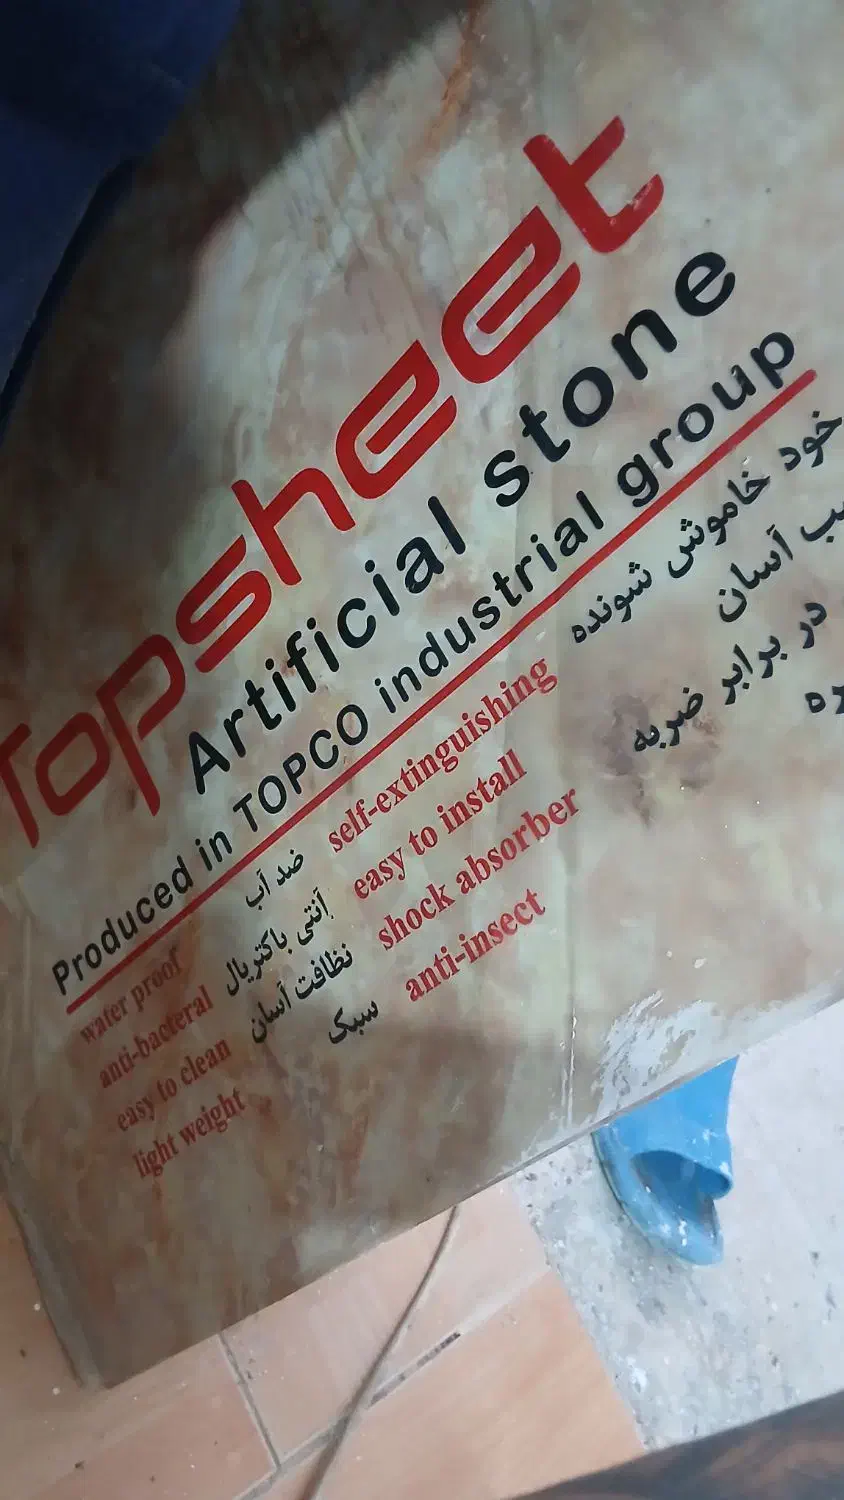 Topsheet
Artificial stone
Produced in TOPCO industrial group
water proof ضد آب self-extinguishing خود خاموش شونده
anti-bacteral آنتی باکتریال easy to install آسان
easy to clean نظافت آسان shock absorber در برابر ضربه
light weight سبک anti-insect